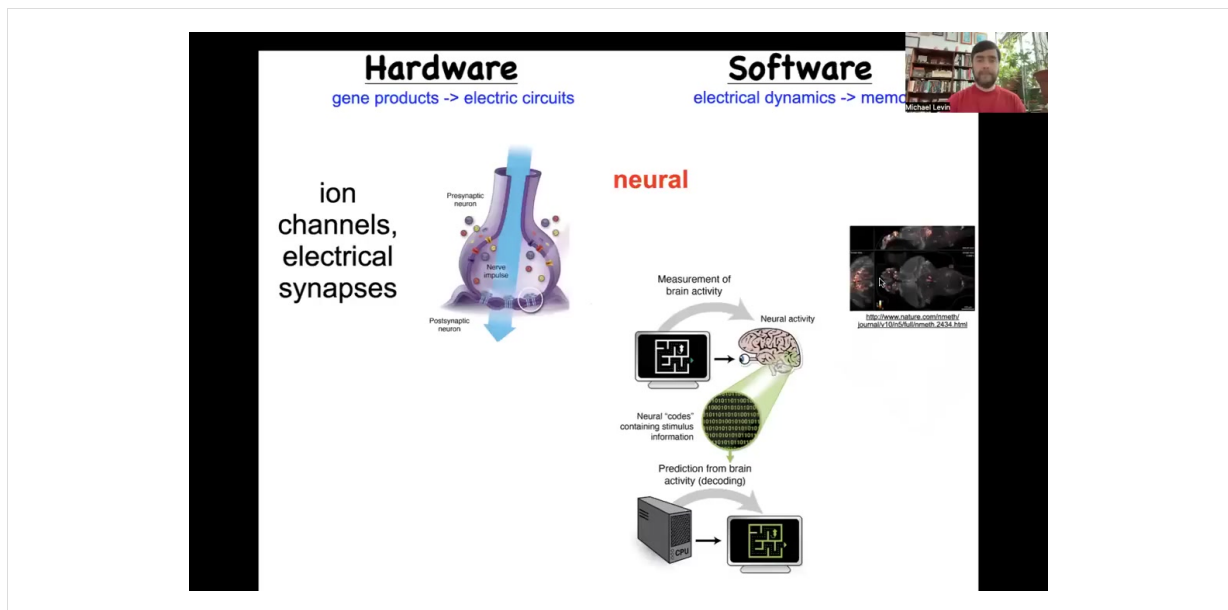 Hardware
gene products -> electric circuits
Software
electrical dynamics -> memo
Michael Levin
ion
channels,
electrical
synapses
Presynaptic
neuron
Nerve
impulse
Postsynaptic
neuron
neural
Measurement of
brain activity
Neural activity
Neural "codes"
containing stimulus
information
Prediction from brain
activity (decoding)
CPU
http://www.nature.com/nmeth/
journal/v10/n5/full/nmeth.2434.html